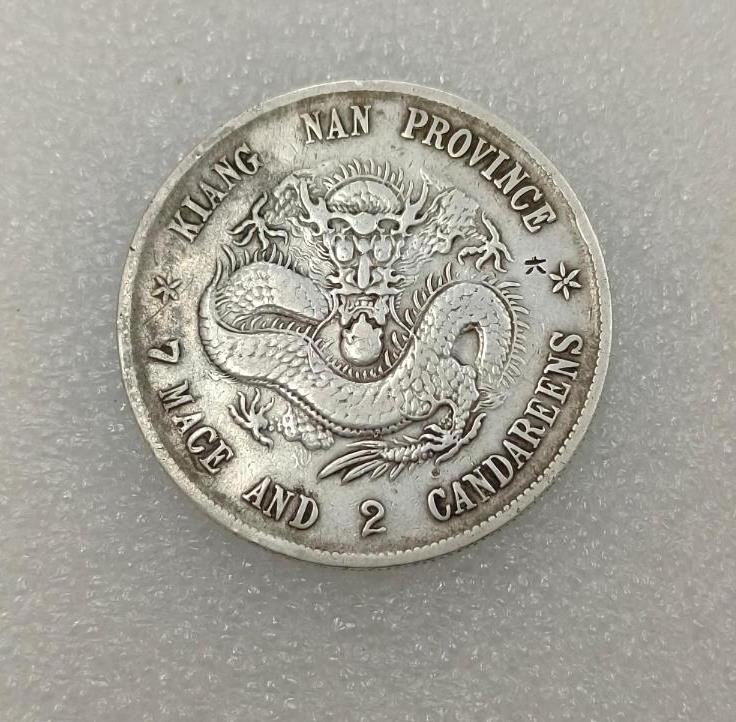 KIANG NAN PROVINCE
六
7 MACE AND 2 CANDAREENS